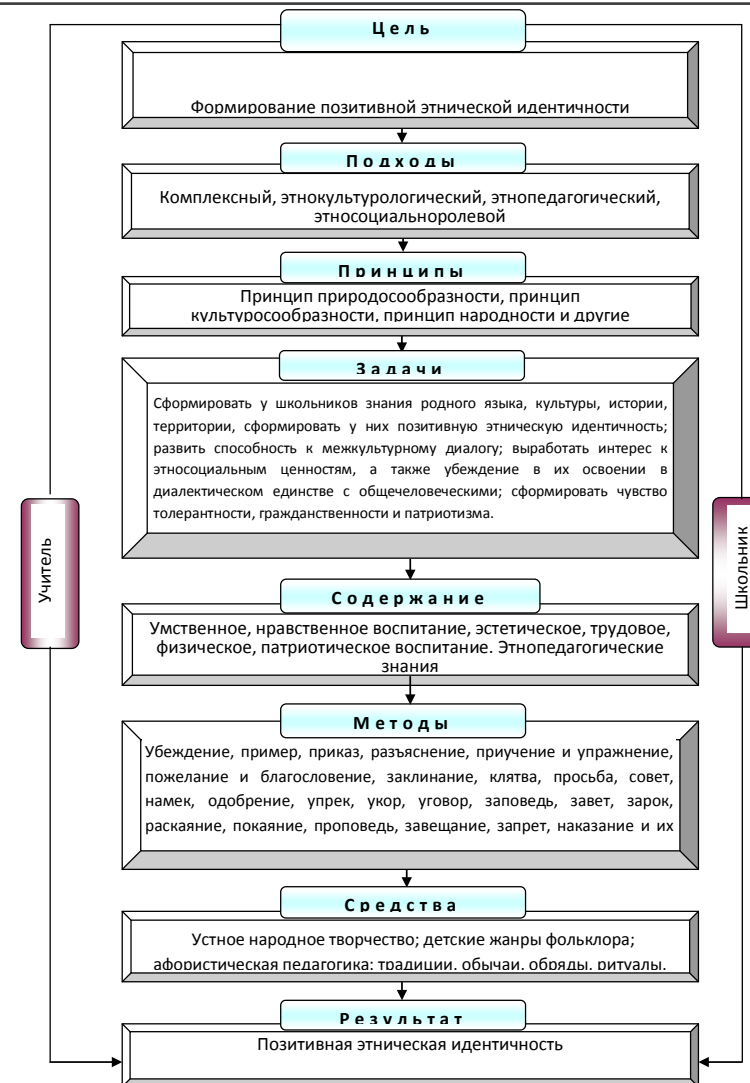 Цель
Формирование позитивной этнической идентичности
Подходы
Комплексный, этнокультурологический, этнопедагогический,
этносоциальноролевой
Принципы
Принцип природосообразности, принцип
культуросообразности, принцип народности и другие
Задачи
Сформировать у школьников знания родного языка, культуры, истории,
территории, сформировать у них позитивную этническую идентичность;
развить способность к межкультурному диалогу; выработать интерес к
этносоциальным ценностям, а также убеждение в их освоении в
диалектическом единстве с общечеловеческими; сформировать чувство
толерантности, гражданственности и патриотизма.
Учитель
Школьник
Содержание
Умственное, нравственное воспитание, эстетическое, трудовое,
физическое, патриотическое воспитание. Этнопедагогические
знания
Методы
Убеждение, пример, приказ, разъяснение, приучение и упражнение,
пожелание и благословение, заклинание, клятва, просьба, совет,
намек, одобрение, упрек, укор, уговор, заповедь, завет, зарок,
раскаяние, покаяние, проповедь, завещание, запрет, наказание и их
Средства
Устное народное творчество; детские жанры фольклора;
афористическая педагогика; традиции, обычаи, обряды, ритуалы,
Результат
Позитивная этническая идентичность